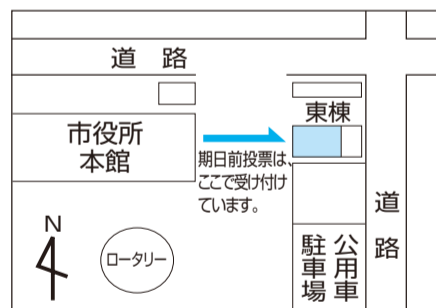 道路
東棟
市役所
本館
期日前投票は、
ここで受け付け
ています。
N
ロータリー
公用車
駐車場
道路